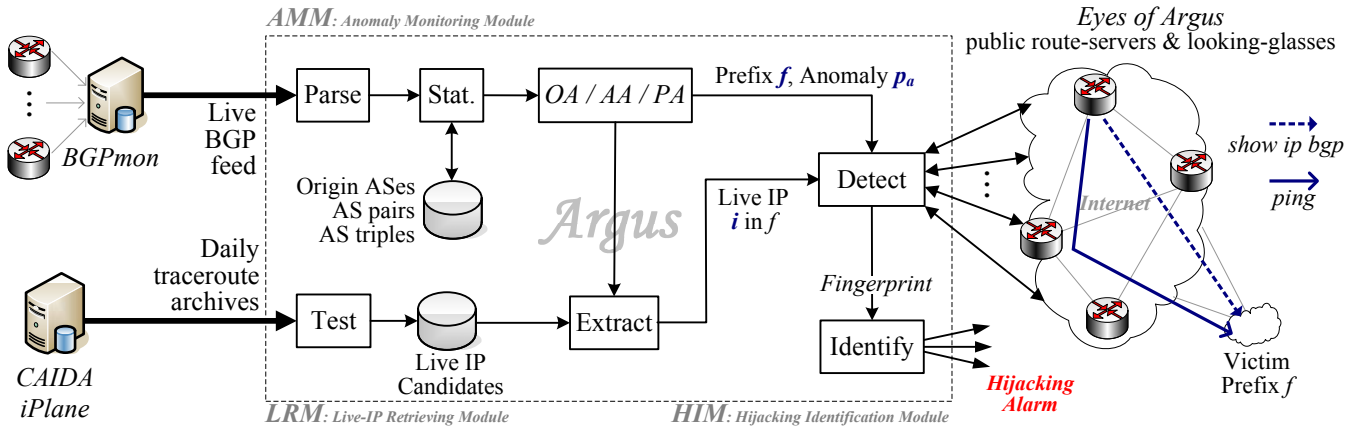 AMM: Anomaly Monitoring Module
Eyes of Argus
public route-servers & looking-glasses
BGPmon
Live
BGP
feed
Parse
Stat.
OA / AA / PA
Prefix f, Anomaly pa
Origin ASes
AS pairs
AS triples
Argus
Detect
Live IP
i in f
Internet
show ip bgp
ping
Daily
traceroute
archives
CAIDA
iPlane
Test
Live IP
Candidates
Extract
Fingerprint
Identify
Hijacking
Alarm
Victim
Prefix f
LRM: Live-IP Retrieving Module
HIM: Hijacking Identification Module